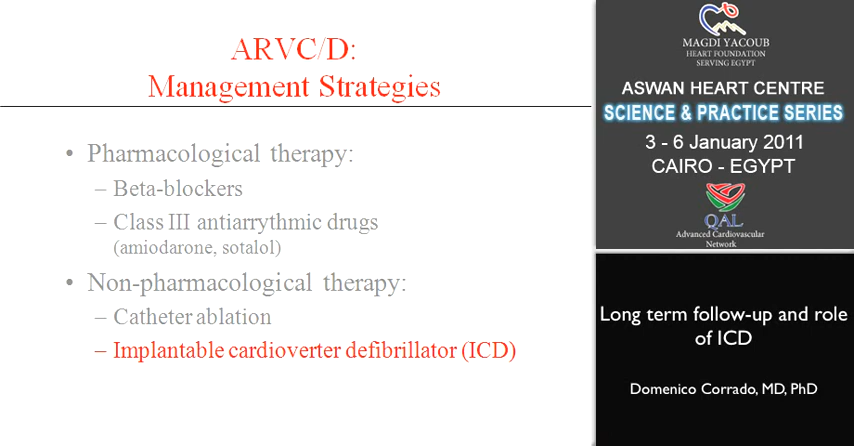 ARVC/D:
Management Strategies
• Pharmacological therapy:
– Beta-blockers
– Class III antiarrythmic drugs
(amiodarone, sotalol)
• Non-pharmacological therapy:
– Catheter ablation
– Implantable cardioverter defibrillator (ICD)
MAGDI YACOUB
HEART FOUNDATION
SERVING EGYPT
ASWAN HEART CENTRE
SCIENCE & PRACTICE SERIES
3 - 6 January 2011
CAIRO - EGYPT
QAL
Advanced Cardiovascular
Network
Long term follow-up and role
of ICD
Domenico Corrado, MD, PhD